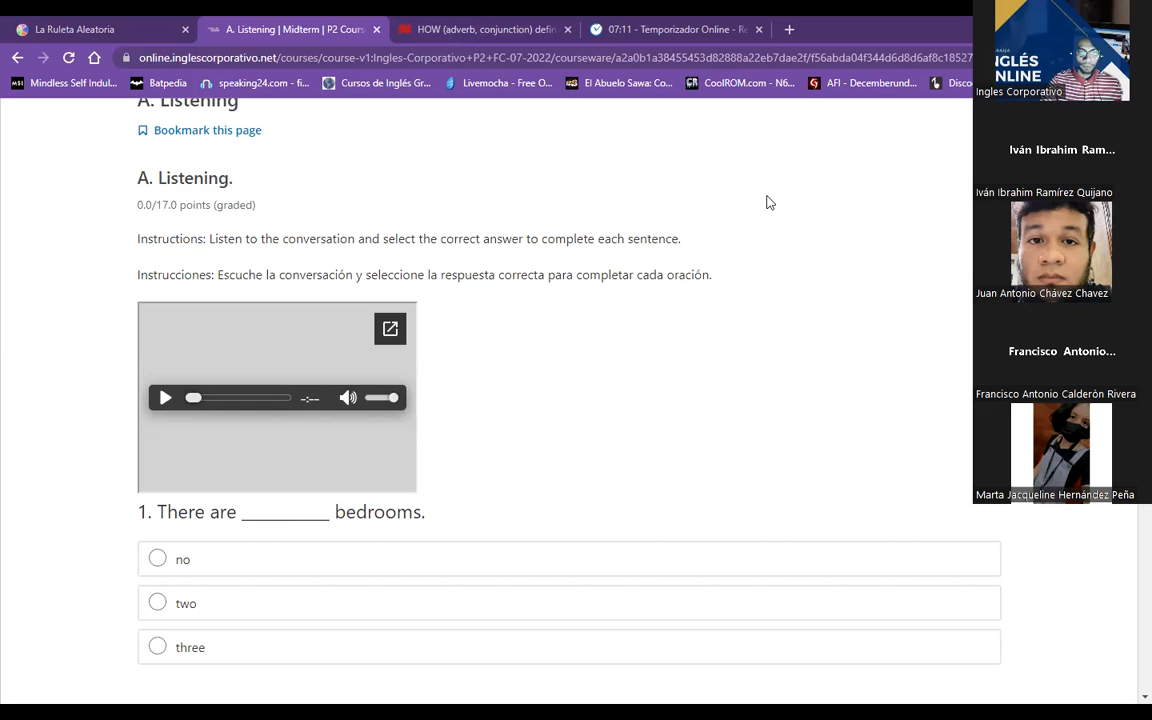 La Ruleta Aleatoria
A. Listening | Midterm | P2 Cours
HOW (adverb, conjunction) defin
07:11 - Temporizador Online - Re
online.inglescorporativo.net/courses/course-v1:Ingles-Corporativo+P2+FC-07-2022/courseware/a2a0b1a38455453d82888a22eb7dae2f/f56abda04f344d6d8d6af8c18527
Mindless Self Indul...
Batpedia
speaking24.com - fi...
Cursos de Inglés Gr...
Livemocha - Free O...
El Abuelo Sawa: Co...
CoolROM.com - N6...
AFI - Decemberund...
Disco
A. Listening
Bookmark this page
A. Listening.
0.0/17.0 points (graded)
Instructions: Listen to the conversation and select the correct answer to complete each sentence.
Instrucciones: Escuche la conversación y seleccione la respuesta correcta para completar cada oración.
-:--
1. There are __________ bedrooms.
no
two
three
NGLÉS
ONLINE
Ingles Corporativo
Iván Ibrahim Ram...
Iván Ibrahim Ramírez Quijano
Juan Antonio Chávez Chavez
Francisco Antonio...
Francisco Antonio Calderòn Rivera
Marta Jacqueline Hernández Peña